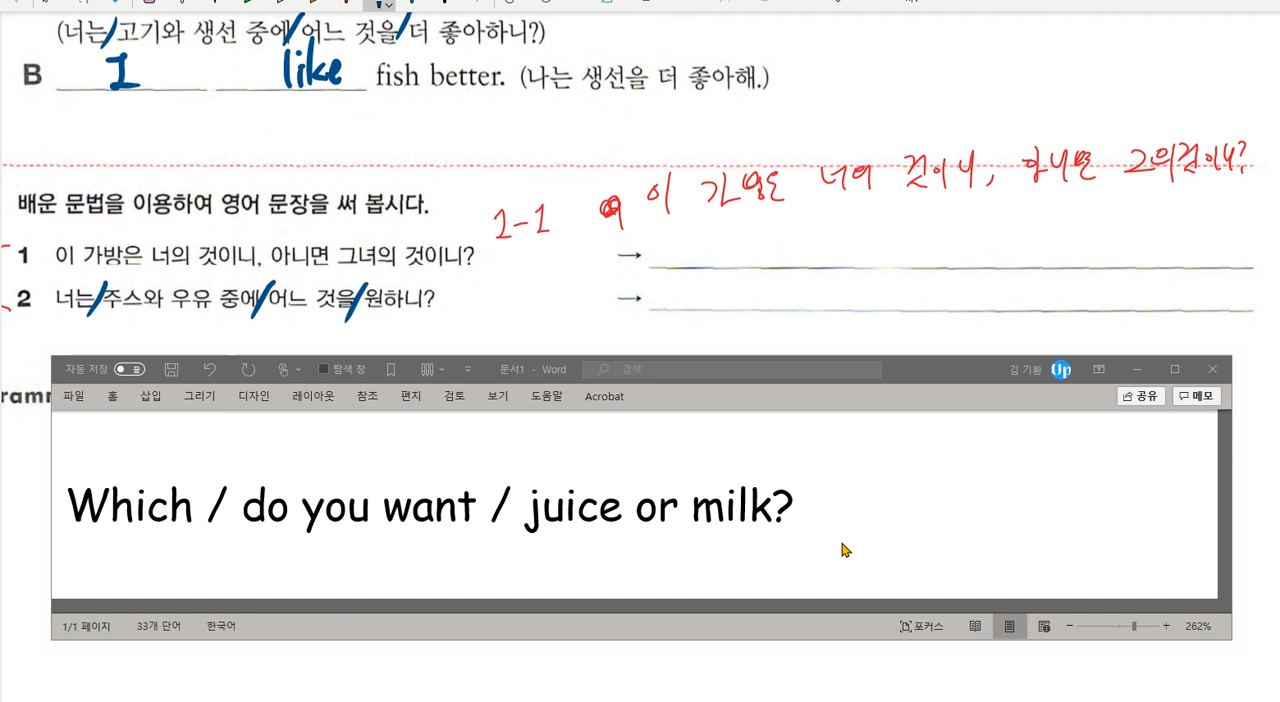 (너는/고기와 생선 중에/어느 것을/더 좋아하니?)
B I like fish better. (나는 생선을 더 좋아해.)
배운 문법을 이용하여 영어 문장을 써 봅시다.
1-1 이 가방은 너의 것이니, 아니면 그의것이니?
1 이 가방은 너의 것이니, 아니면 그녀의 것이니? →
2 너는/주스와 우유 중에/어느 것을/원하니? →
자동 저장 끔 탐색 창 문서1 - Word 검색 김 기환 Up
파일 홈 삽입 그리기 디자인 레이아웃 참조 편지 검토 보기 도움말 Acrobat 공유 메모
Which / do you want / juice or milk?
1/1 페이지 33개 단어 한국어 포커스 262%